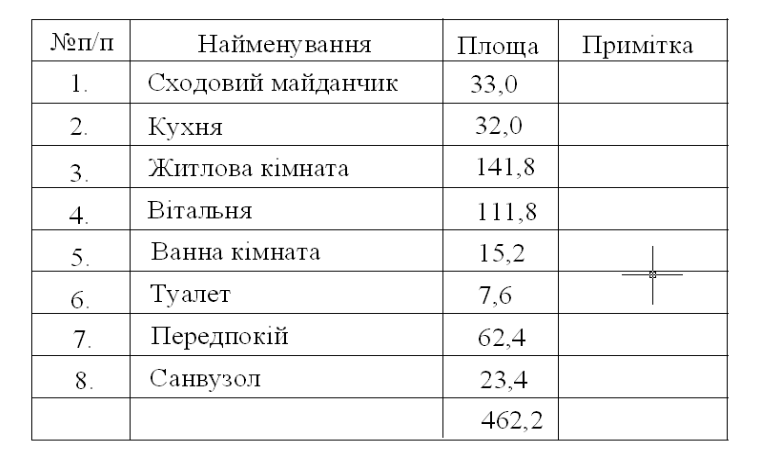 №п/п Найменування Площа Примітка
1. Сходовий майданчик 33,0
2. Кухня 32,0
3. Житлова кімната 141,8
4. Вітальня 111,8
5. Ванна кімната 15,2
6. Туалет 7,6
7. Передпокій 62,4
8. Санвузол 23,4
462,2